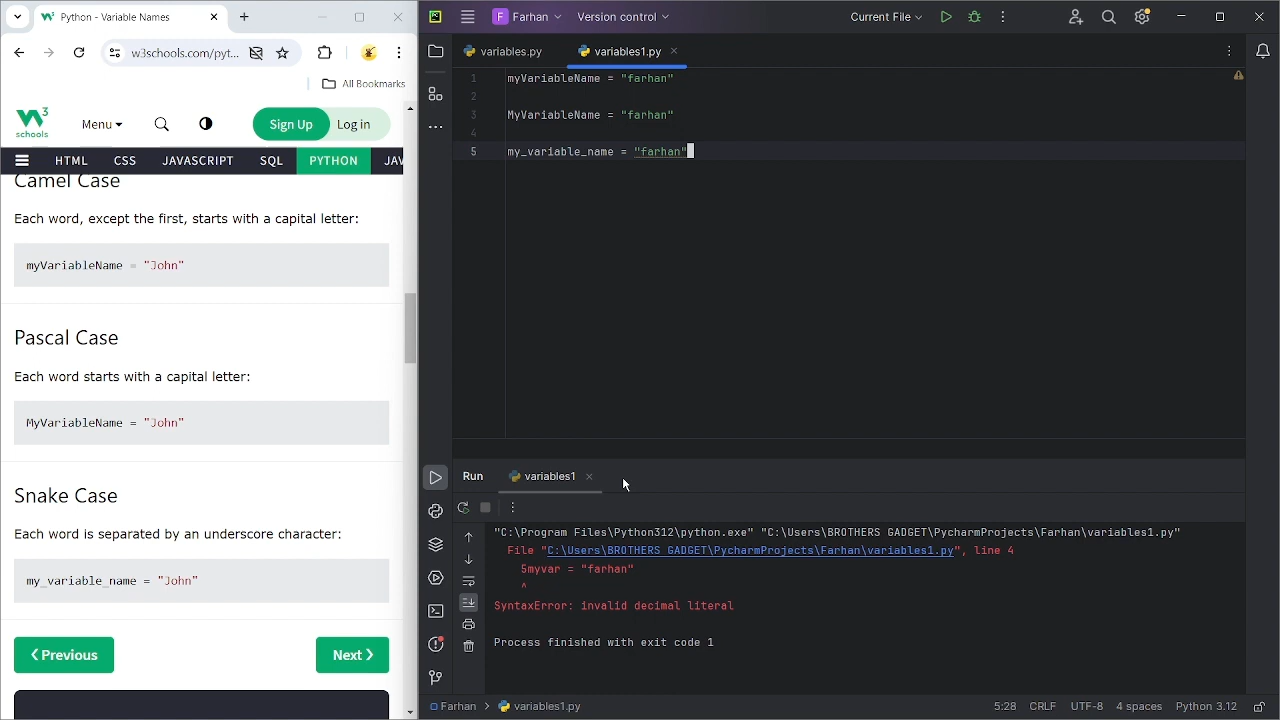 Python - Variable Names
w3schools.com/pyt...
All Bookmarks
3
schools
Menu
Sign Up
Log in
HTML
CSS
JAVASCRIPT
SQL
PYTHON
JAV
Camel Case
Each word, except the first, starts with a capital letter:
myVariableName = "John"
Pascal Case
Each word starts with a capital letter:
MyVariableName = "John"
Snake Case
Each word is separated by an underscore character:
my_variable_name = "John"
❮ Previous
Next ❯
F Farhan
Version control
Current File
variables.py
variables1.py
1 myVariableName = "farhan"
2
3 MyVariableName = "farhan"
4
5 my_variable_name = "farhan"
Run
variables1
"C:\Program Files\Python312\python.exe" "C:\Users\BROTHERS GADGET\PycharmProjects\Farhan\variables1.py"
File "C:\Users\BROTHERS GADGET\PycharmProjects\Farhan\variables1.py", line 4
5myvar = "farhan"
^
SyntaxError: invalid decimal literal
Process finished with exit code 1
Farhan > variables1.py
5:28 CRLF UTF-8 4 spaces Python 3.12